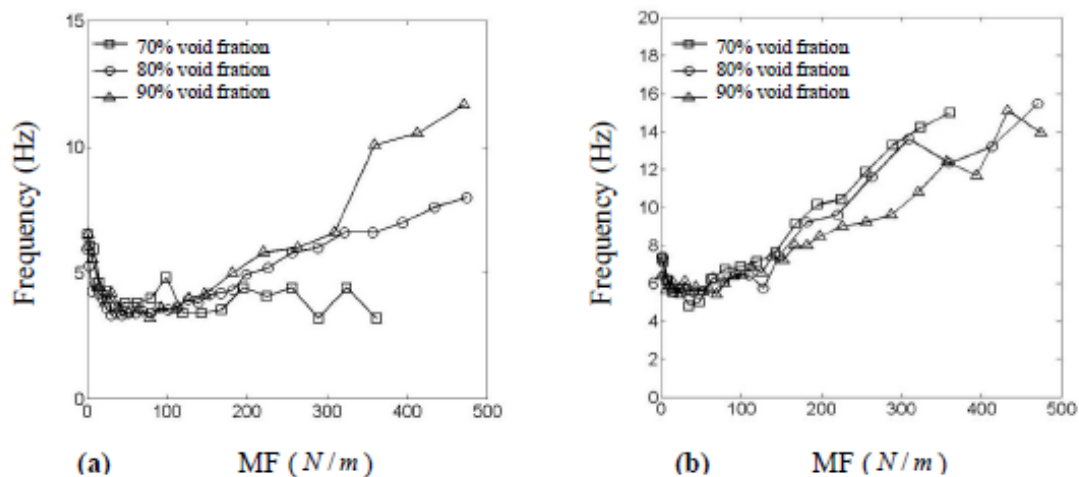 15
70% void fration
80% void fration
90% void fration
10
5
0
Frequency (Hz)
0 100 200 300 400 500
(a) MF ( N / m )
20
18
16
14
12
10
8
6
4
2
0
70% void fration
80% void fration
90% void fration
Frequency (Hz)
0 100 200 300 400 500
(b) MF ( N / m )